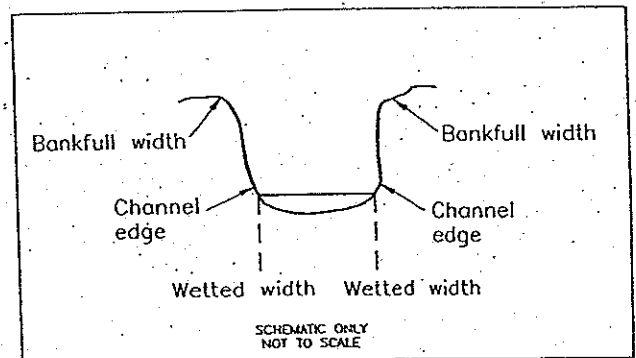 Bankfull width
Bankfull width
Channel
edge
Channel
edge
Wetted width
Wetted width
SCHEMATIC ONLY
NOT TO SCALE